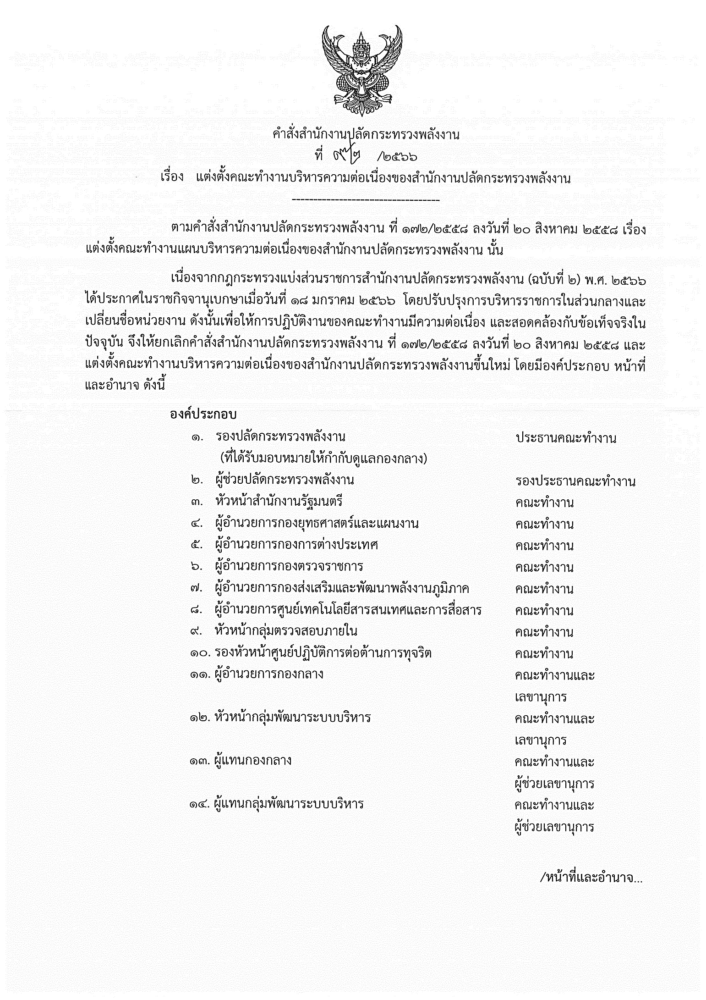 คำสั่งสำนักงานปลัดกระทรวงพลังงาน
ที่ /๒๕๖๖
เรื่อง แต่งตั้งคณะทำงานบริหารความต่อเนื่องของสำนักงานปลัดกระทรวงพลังงาน
-----------------------------------
ตามคำสั่งสำนักงานปลัดกระทรวงพลังงาน ที่ ๑๗๒/๒๕๕๘ ลงวันที่ ๒๐ สิงหาคม ๒๕๕๘ เรื่อง
แต่งตั้งคณะทำงานแผนบริหารความต่อเนื่องของสำนักงานปลัดกระทรวงพลังงาน นั้น
เนื่องจากกฎกระทรวงแบ่งส่วนราชการสำนักงานปลัดกระทรวงพลังงาน (ฉบับที่ ๒) พ.ศ. ๒๕๖๖
ได้ประกาศในราชกิจจานุเบกษาเมื่อวันที่ ๑๘ มกราคม ๒๕๖๖ โดยปรับปรุงการบริหารราชการในส่วนกลางและ
เปลี่ยนชื่อหน่วยงาน ดังนั้นเพื่อให้การปฏิบัติงานของคณะทำงานมีความต่อเนื่อง และสอดคล้องกับข้อเท็จจริงใน
ปัจจุบัน จึงให้ยกเลิกคำสั่งสำนักงานปลัดกระทรวงพลังงาน ที่ ๑๗๒/๒๕๕๘ ลงวันที่ ๒๐ สิงหาคม ๒๕๕๘ และ
แต่งตั้งคณะทำงานบริหารความต่อเนื่องของสำนักงานปลัดกระทรวงพลังงานขึ้นใหม่ โดยมีองค์ประกอบ หน้าที่
และอำนาจ ดังนี้
องค์ประกอบ
๑. รองปลัดกระทรวงพลังงาน ประธานคณะทำงาน
(ที่ได้รับมอบหมายให้กำกับดูแลกองกลาง)
๒. ผู้ช่วยปลัดกระทรวงพลังงาน รองประธานคณะทำงาน
๓. หัวหน้าสำนักงานรัฐมนตรี คณะทำงาน
๔. ผู้อำนวยการกองยุทธศาสตร์และแผนงาน คณะทำงาน
๕. ผู้อำนวยการกองการต่างประเทศ คณะทำงาน
๖. ผู้อำนวยการกองตรวจราชการ คณะทำงาน
๗. ผู้อำนวยการกองส่งเสริมและพัฒนาพลังงานภูมิภาค คณะทำงาน
๘. ผู้อำนวยการศูนย์เทคโนโลยีสารสนเทศและการสื่อสาร คณะทำงาน
๙. หัวหน้ากลุ่มตรวจสอบภายใน คณะทำงาน
๑๐. รองหัวหน้าศูนย์ปฏิบัติการต่อต้านการทุจริต คณะทำงาน
๑๑. ผู้อำนวยการกองกลาง คณะทำงานและ
เลขานุการ
๑๒. หัวหน้ากลุ่มพัฒนาระบบบริหาร คณะทำงานและ
เลขานุการ
๑๓. ผู้แทนกองกลาง คณะทำงานและ
ผู้ช่วยเลขานุการ
๑๔. ผู้แทนกลุ่มพัฒนาระบบบริหาร คณะทำงานและ
ผู้ช่วยเลขานุการ
/หน้าที่และอำนาจ...